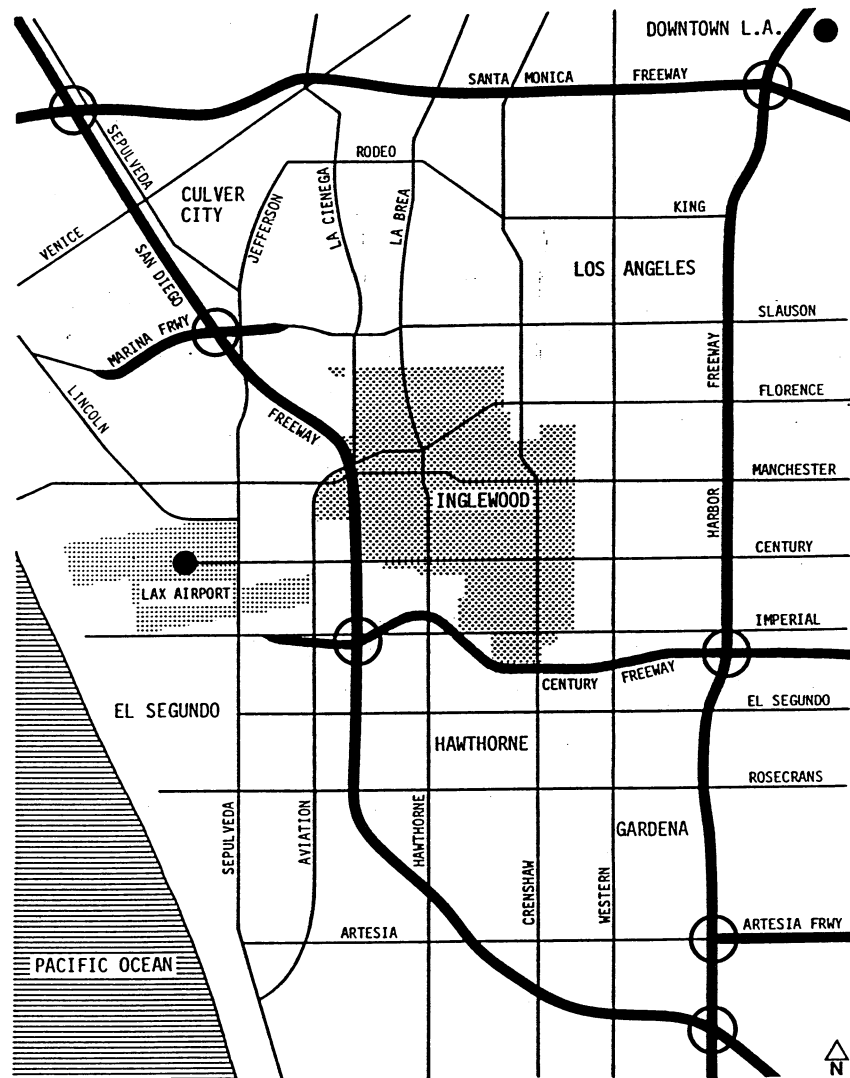 DOWNTOWN L.A.
SANTA MONICA FREEWAY
SEPULVEDA
RODEO
CULVER
CITY
JEFFERSON
LA CIENEGA
LA BREA
KING
VENICE
SAN DIEGO
LOS ANGELES
MARINA FRWY
SLAUSON
FREEWAY
LINCOLN
FREEWAY
FLORENCE
MANCHESTER
INGLEWOOD
HARBOR
CENTURY
LAX AIRPORT
IMPERIAL
CENTURY FREEWAY
EL SEGUNDO
EL SEGUNDO
HAWTHORNE
ROSECRANS
SEPULVEDA
AVIATION
HAWTHORNE
GARDENA
CRENSHAW
WESTERN
ARTESIA
ARTESIA FRWY
PACIFIC OCEAN
N